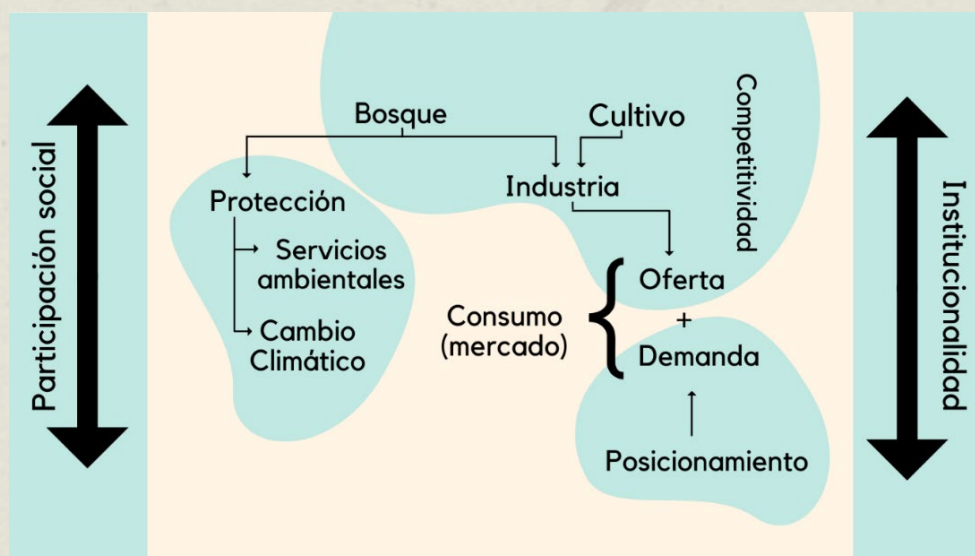 Participación social
Bosque
Cultivo
Competitividad
Industria
Protección
Servicios
ambientales
Cambio
Climático
Oferta
+
Consumo
(mercado)
{
Demanda
Posicionamiento
Institucionalidad